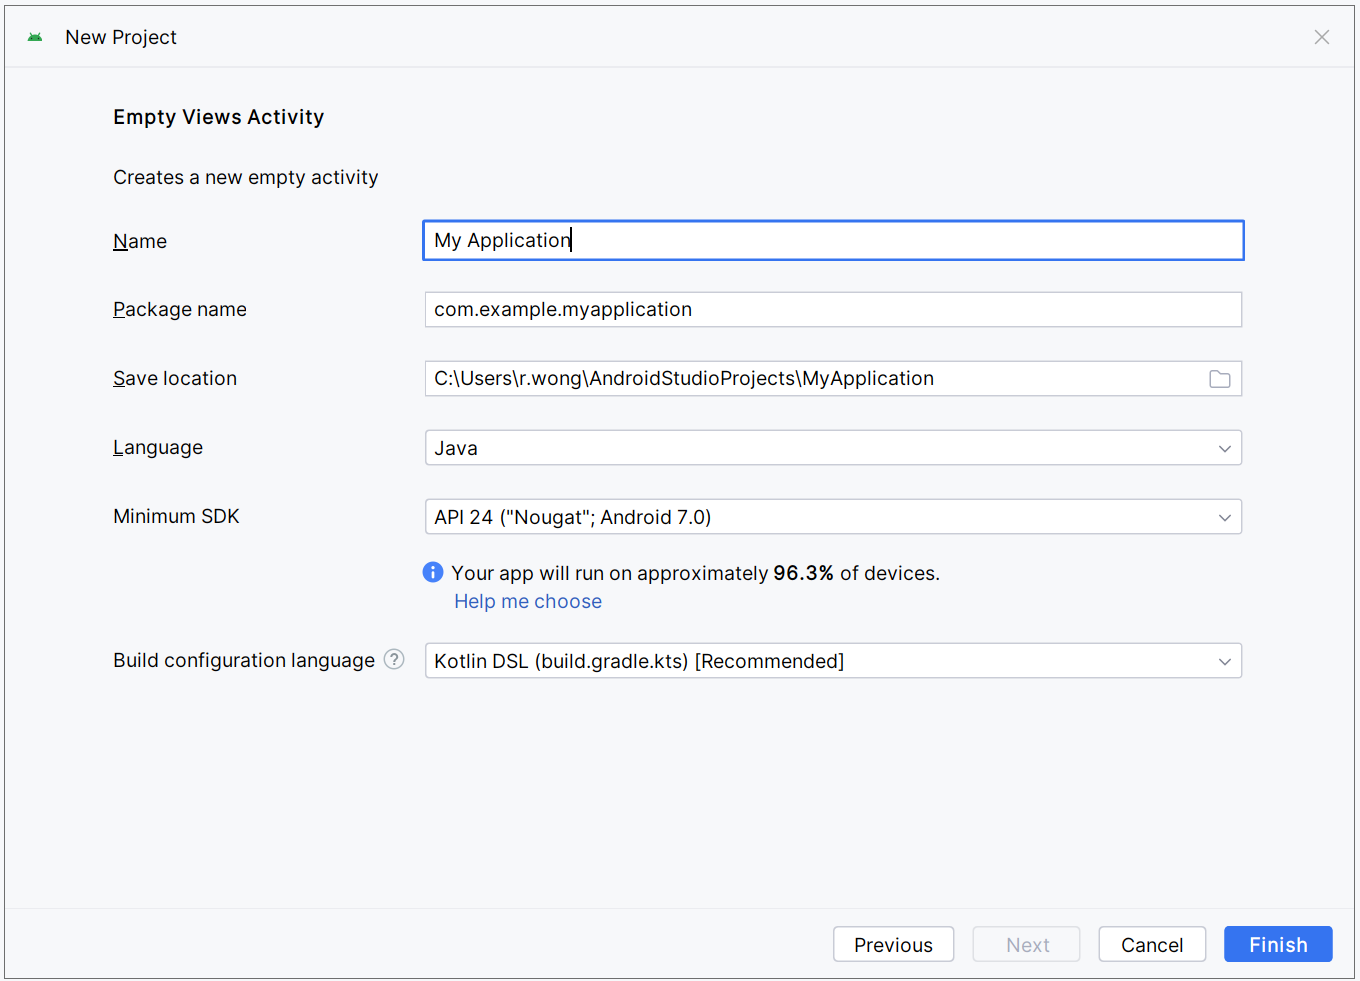 New Project
Empty Views Activity
Creates a new empty activity
Name
My Application
Package name
com.example.myapplication
Save location
C:\Users\r.wong\AndroidStudioProjects\MyApplication
Language
Java
Minimum SDK
API 24 ("Nougat"; Android 7.0)
Your app will run on approximately 96.3% of devices.
Help me choose
Build configuration language ?
Kotlin DSL (build.gradle.kts) [Recommended]
Previous
Next
Cancel
Finish